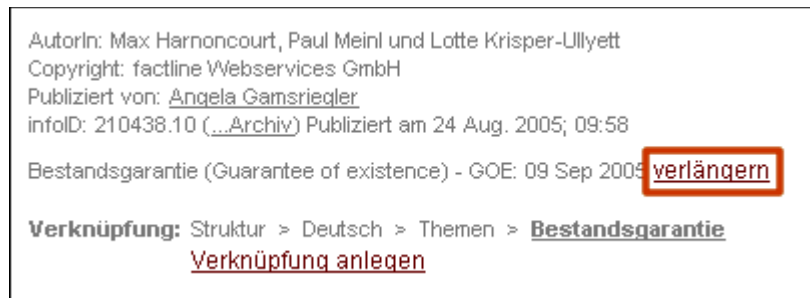 AutorIn: Max Harnoncourt, Paul Meinl und Lotte Krisper-Ullyett
Copyright: factline Webservices GmbH
Publiziert von: Angela Gamsriegler
infoID: 210438.10 (...Archiv) Publiziert am 24 Aug. 2005; 09:58
Bestandsgarantie (Guarantee of existence) - GOE: 09 Sep 2005 verlängern
Verknüpfung: Struktur > Deutsch > Themen > Bestandsgarantie
Verknüpfung anlegen